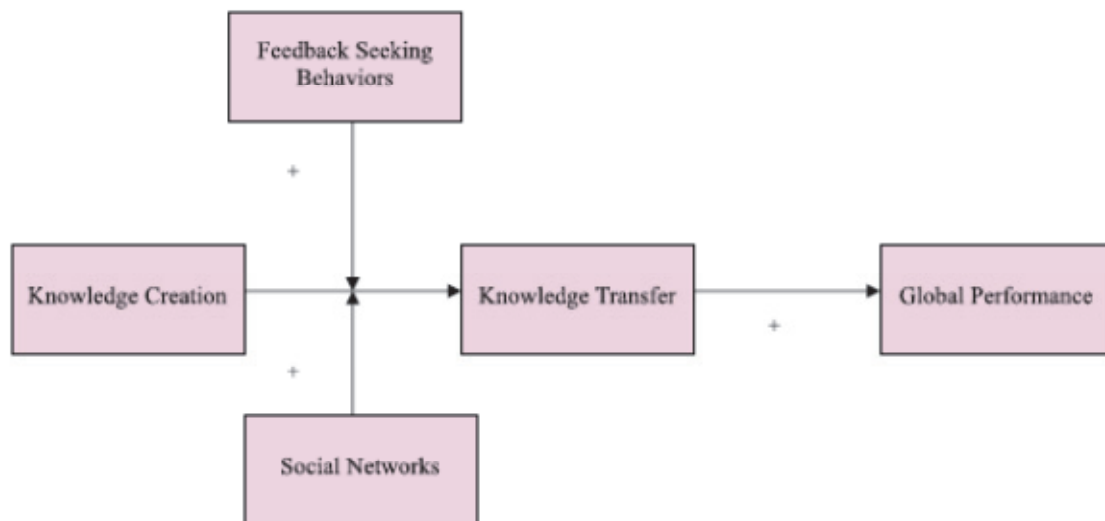 Feedback Seeking
Behaviors
+
Knowledge Creation
Knowledge Transfer
Global Performance
+
+
Social Networks